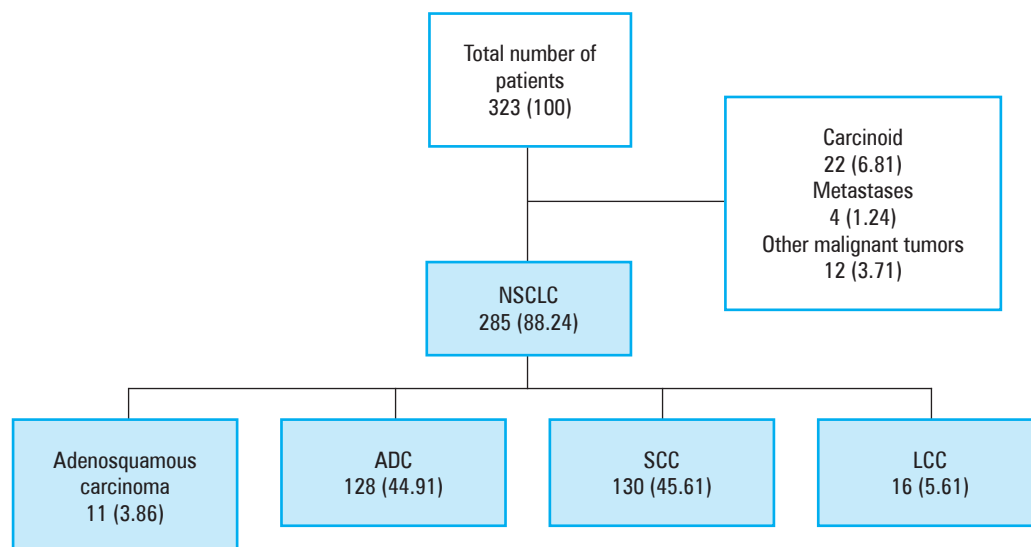 Total number of
patients
323 (100)
Carcinoid
22 (6.81)
Metastases
4 (1.24)
Other malignant tumors
12 (3.71)
NSCLC
285 (88.24)
Adenosquamous
carcinoma
11 (3.86)
ADC
128 (44.91)
SCC
130 (45.61)
LCC
16 (5.61)